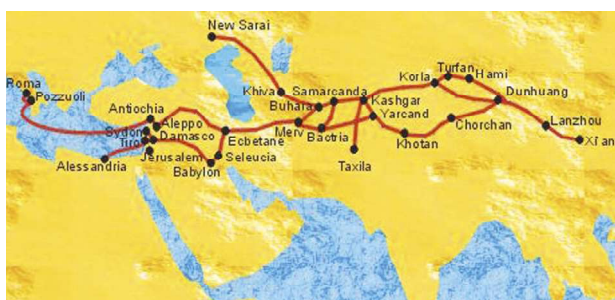 New Sarai
Roma
Pozzuoli
Khiva
Samarcanda
Buhara
Korla
Turfan
Hami
Kashgar
Dunhuang
Yarcand
Antiochia
Aleppo
Sydon
Damasco
Tiro
Ecbetane
Merv
Bactria
Chorchan
Lanzhou
Khotan
Xi'an
Alessandria
Jerusalem
Seleucia
Babylon
Taxila